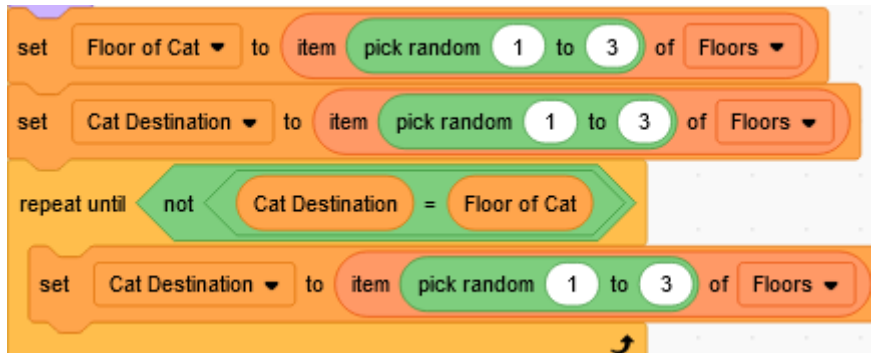 set Floor of Cat to item pick random 1 to 3 of Floors
set Cat Destination to item pick random 1 to 3 of Floors
repeat until not Cat Destination = Floor of Cat
set Cat Destination to item pick random 1 to 3 of Floors